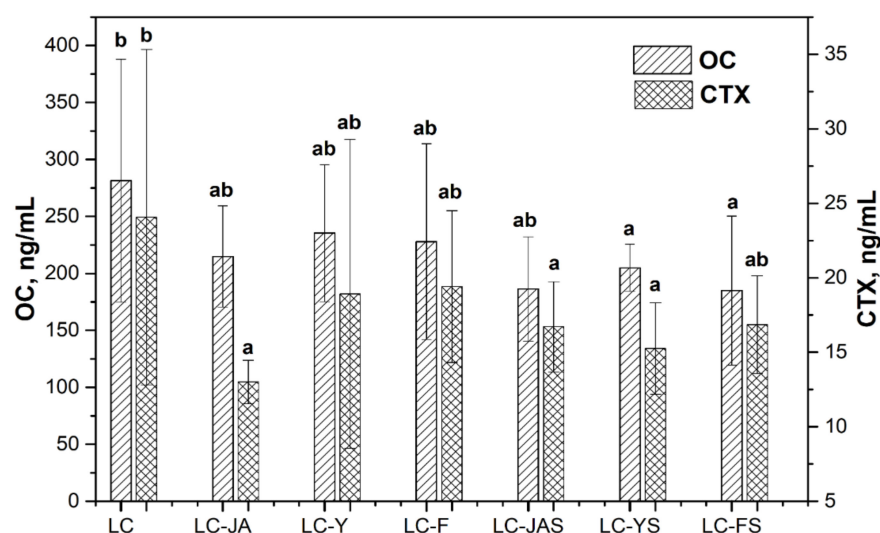 OC
CTX
OC, ng/mL
400
350
300
250
200
150
100
50
0
CTX, ng/mL
35
30
25
20
15
10
5
b b
ab a
ab ab
ab ab
ab a
a a
a ab
LC LC-JA LC-Y LC-F LC-JAS LC-YS LC-FS